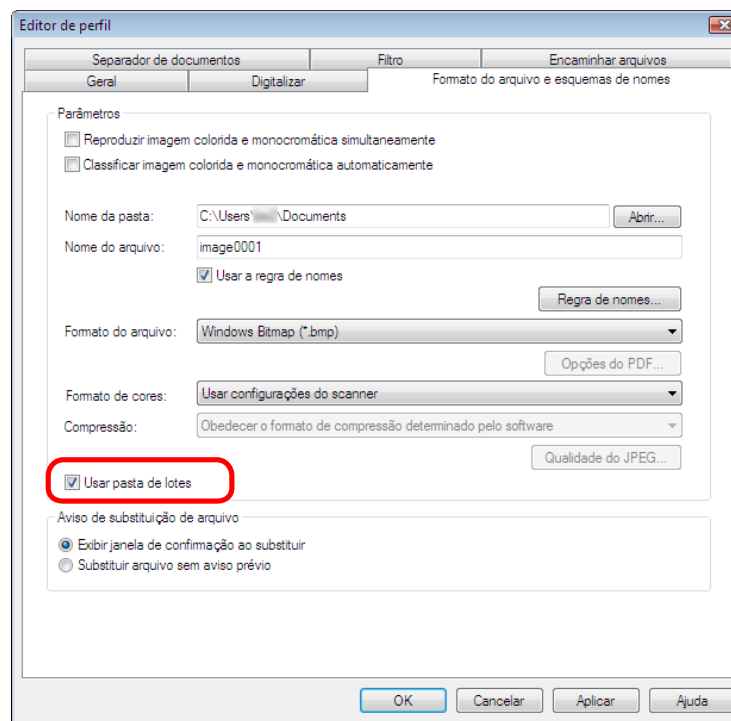 Editor de perfil
Separador de documentos Filtro Encaminhar arquivos
Geral Digitalizar Formato do arquivo e esquemas de nomes
Parâmetros
Reproduzir imagem colorida e monocromática simultaneamente
Classificar imagem colorida e monocromática automaticamente
Nome da pasta: C:\Users\ \Documents Abrir...
Nome do arquivo: image0001
Usar a regra de nomes
Regra de nomes...
Formato do arquivo: Windows Bitmap (*.bmp)
Opções do PDF...
Formato de cores: Usar configurações do scanner
Compressão: Obedecer o formato de compressão determinado pelo software
Qualidade do JPEG...
Usar pasta de lotes
Aviso de substituição de arquivo
Exibir janela de confirmação ao substituir
Substituir arquivo sem aviso prévio
OK Cancelar Aplicar Ajuda